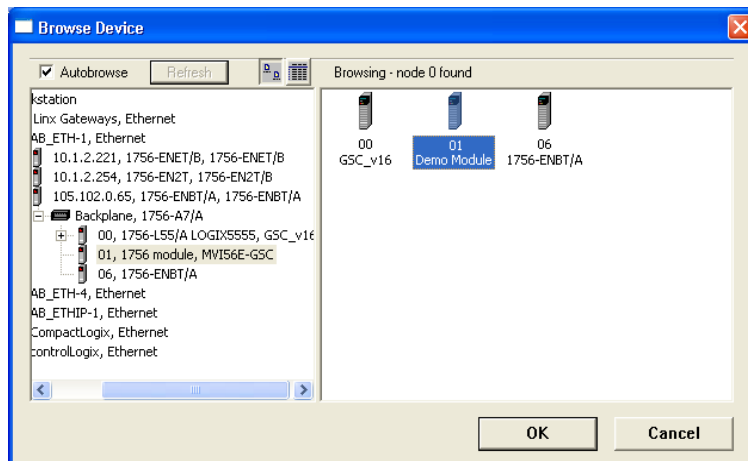 Browse Device
Autobrowse
Refresh
Browsing - node 0 found
kstation
Linx Gateways, Ethernet
AB_ETH-1, Ethernet
10.1.2.221, 1756-ENET/B, 1756-ENET/B
10.1.2.254, 1756-EN2T, 1756-EN2T/B
105.102.0.65, 1756-ENBT/A, 1756-ENBT/A
Backplane, 1756-A7/A
00, 1756-L55/A LOGIX5555, GSC_v16
01, 1756 module, MVI56E-GSC
06, 1756-ENBT/A
AB_ETH-4, Ethernet
AB_ETHIP-1, Ethernet
CompactLogix, Ethernet
controlLogix, Ethernet
00
GSC_v16
01
Demo Module
06
1756-ENBT/A
OK
Cancel